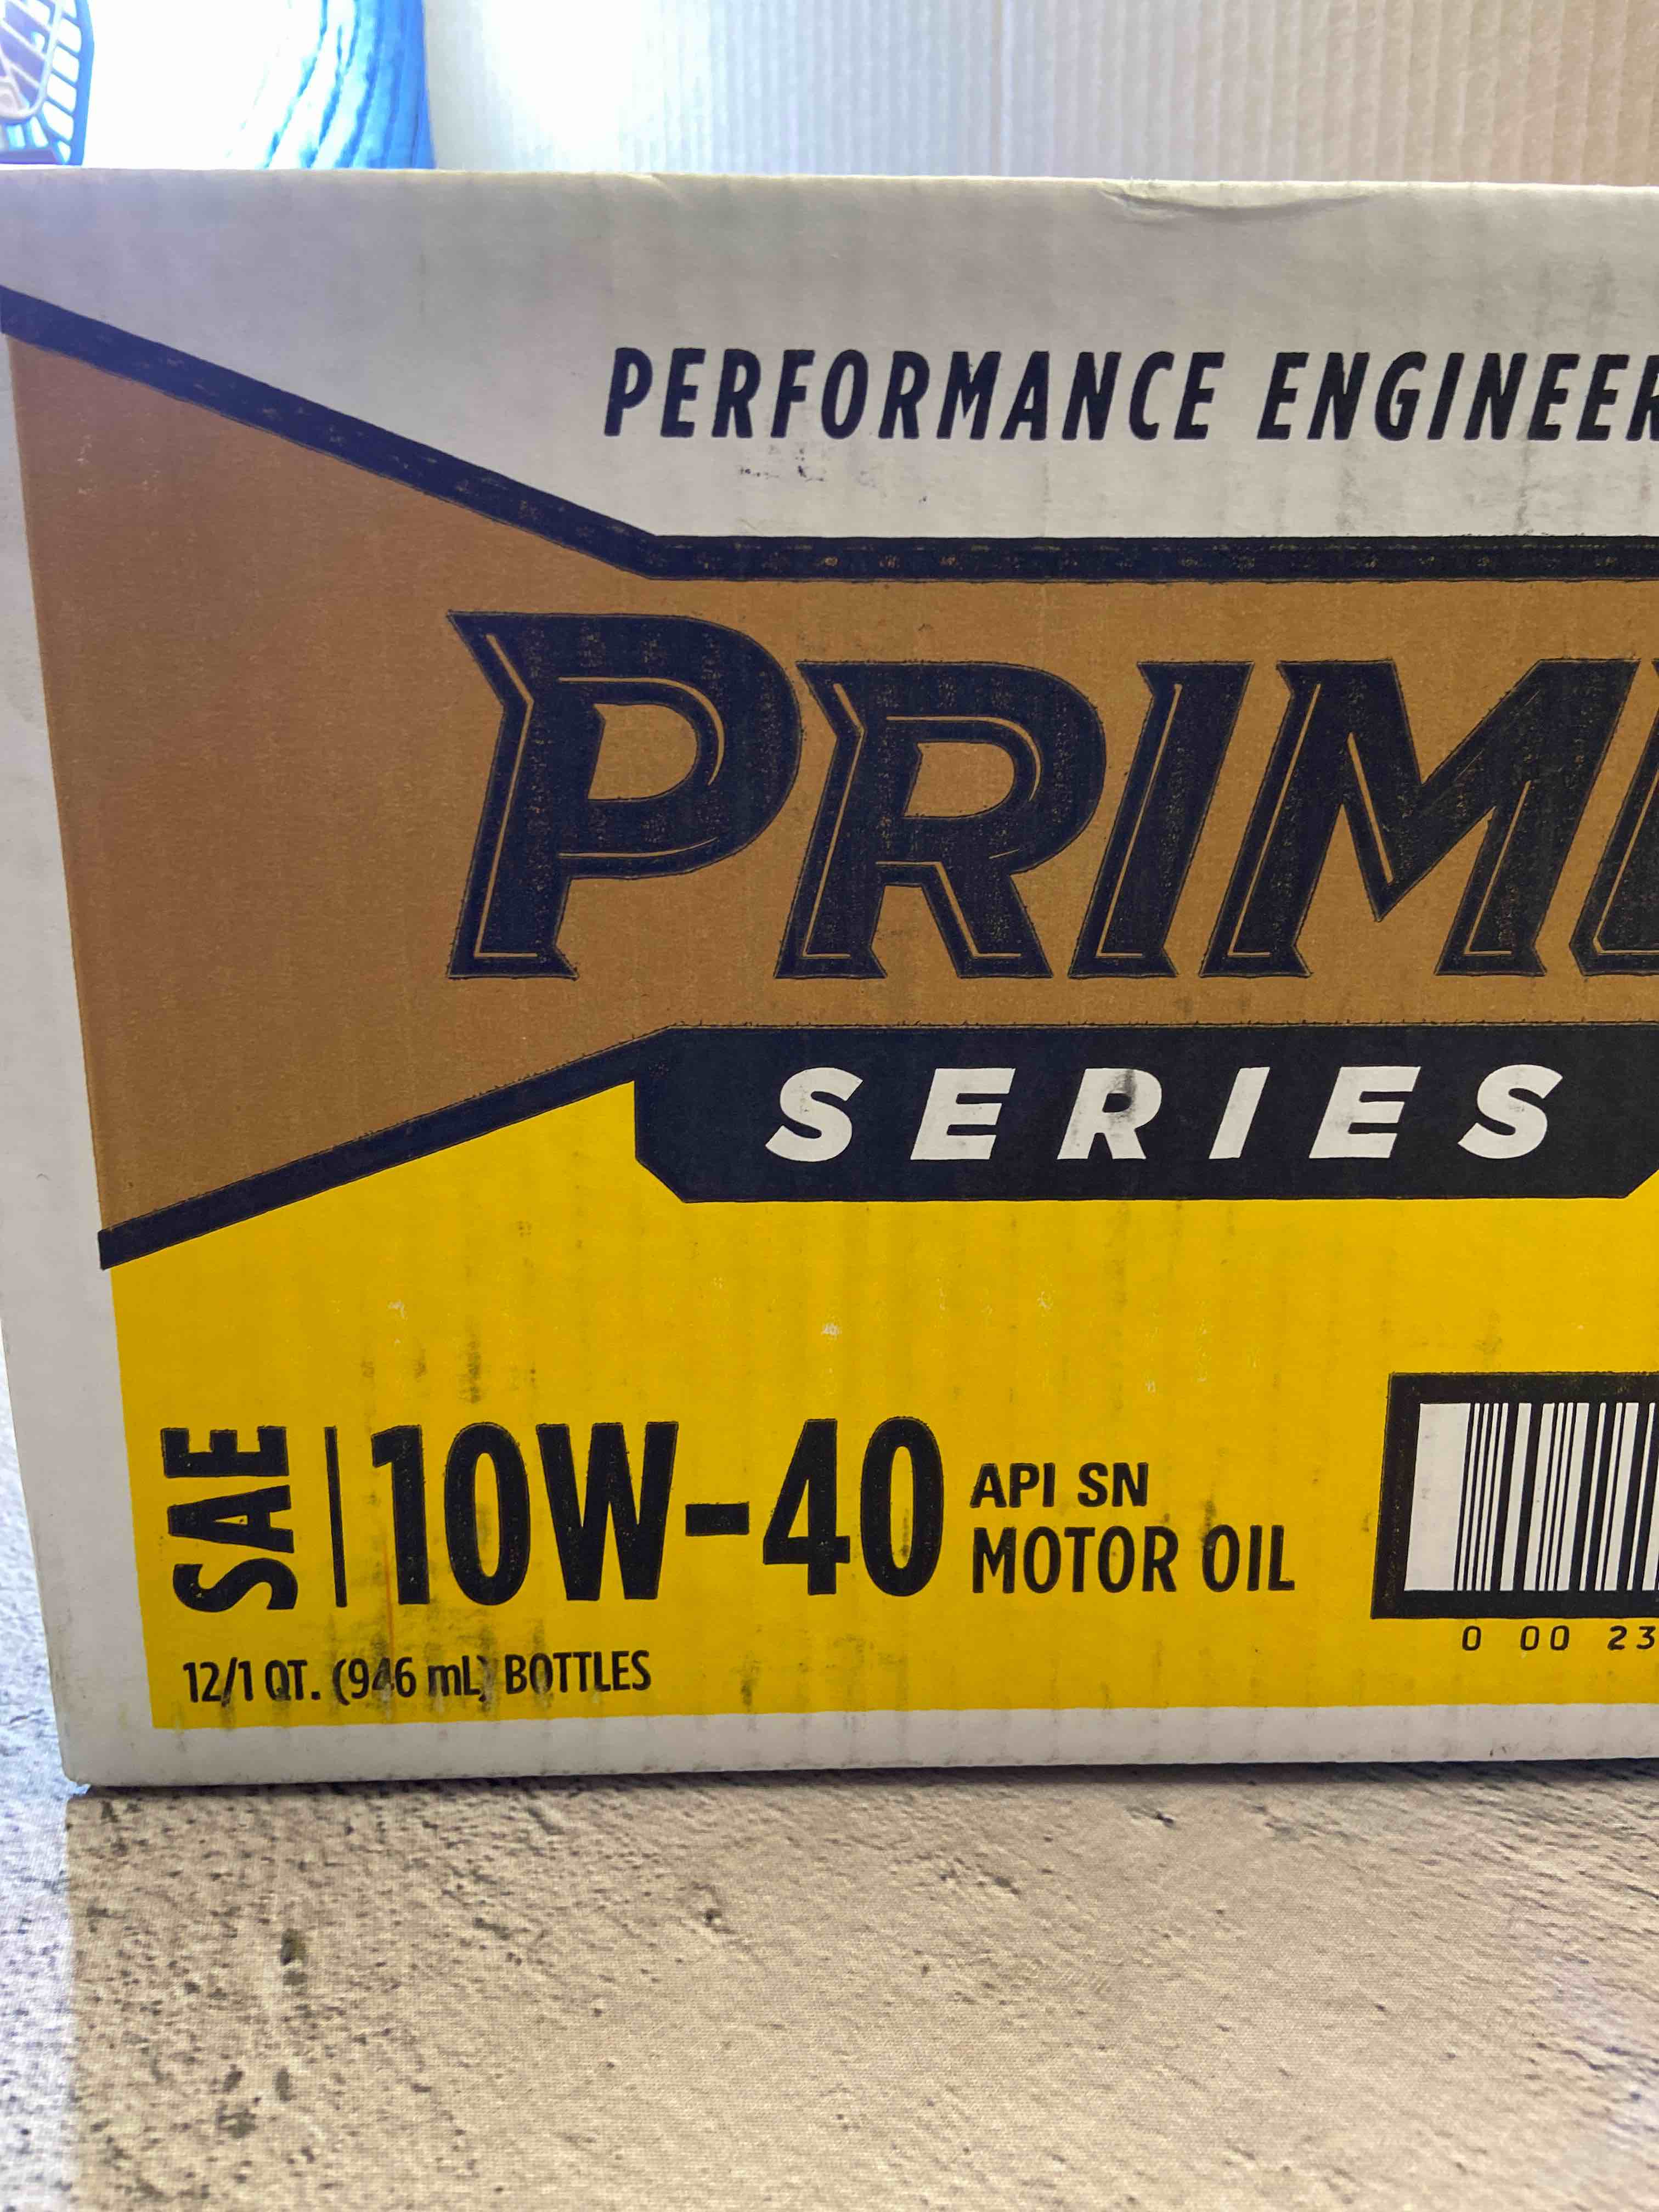 PERFORMANCE ENGINEER
PRIM
SERIES
SAE 10W-40 API SN
MOTOR OIL
12/1 QT. (946 mL) BOTTLES
0 00 23